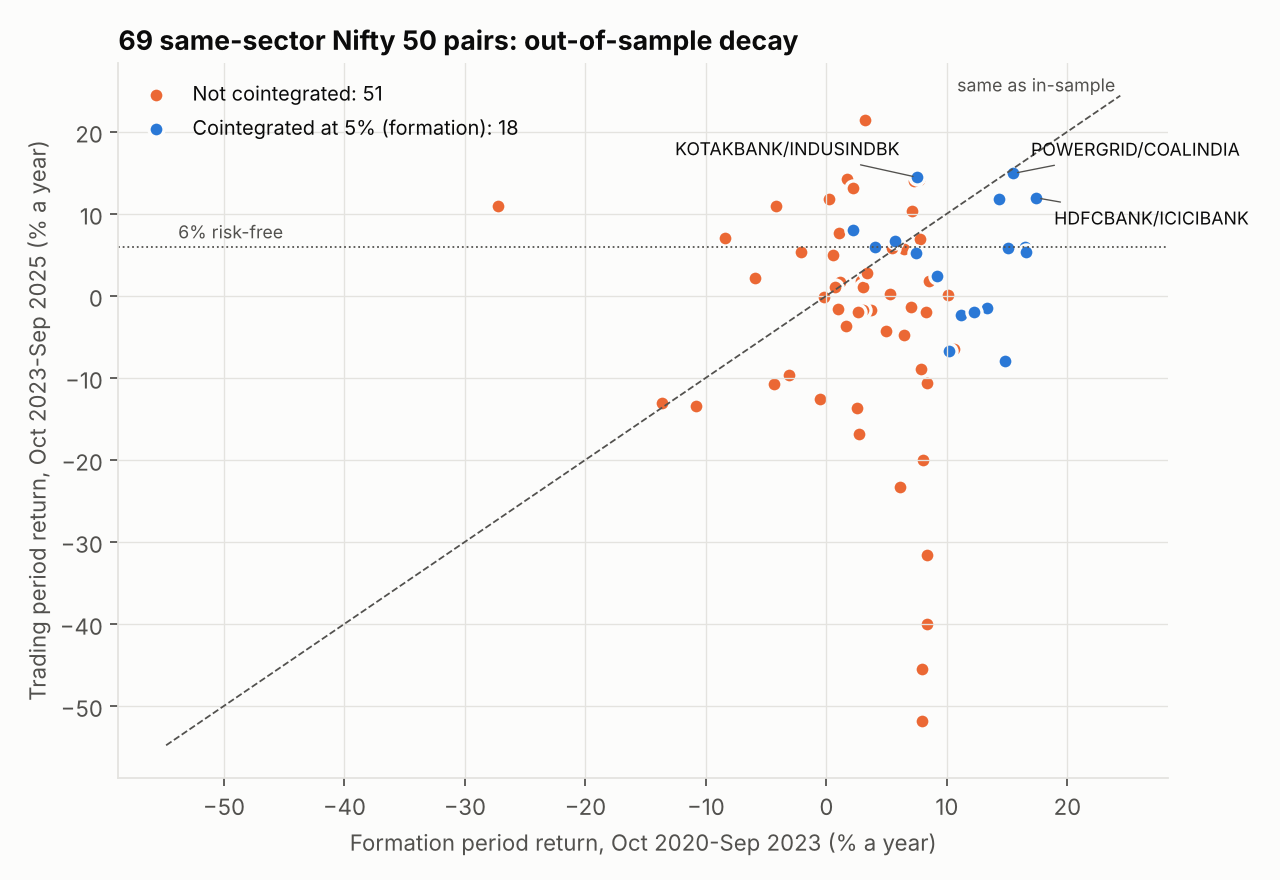 69 same-sector Nifty 50 pairs: out-of-sample decay
Not cointegrated: 51
Cointegrated at 5% (formation): 18
same as in-sample
KOTAKBANK/INDUSINDBK
POWERGRID/COALINDIA
HDFCBANK/ICICIBANK
6% risk-free
20
10
0
−10
−20
−30
−40
−50
Trading period return, Oct 2023-Sep 2025 (% a year)
−50
−40
−30
−20
−10
0
10
20
Formation period return, Oct 2020-Sep 2023 (% a year)